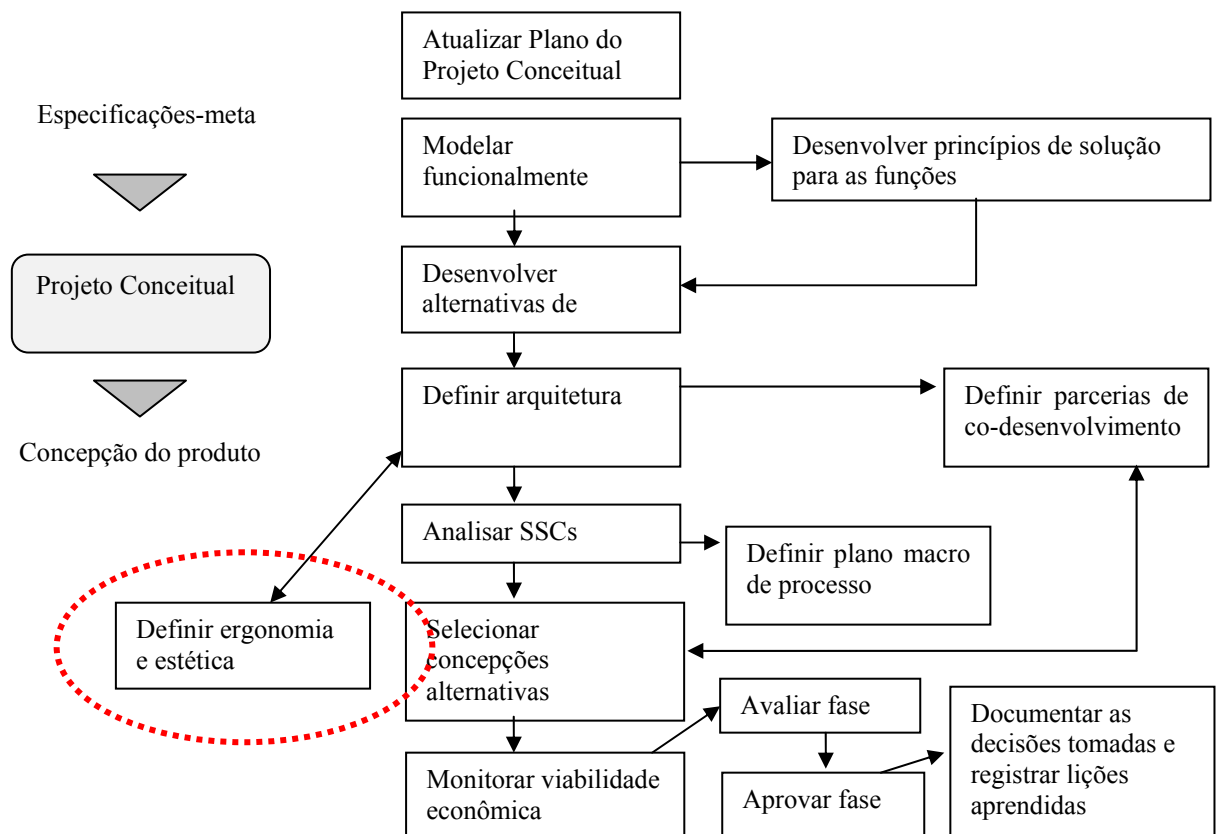 Atualizar Plano do
Projeto Conceitual
Especificações-meta
Modelar
funcionalmente
Desenvolver princípios de solução
para as funções
Projeto Conceitual
Desenvolver
alternativas de
Definir arquitetura
Definir parcerias de
co-desenvolvimento
Concepção do produto
Analisar SSCs
Definir plano macro
de processo
Definir ergonomia
e estética
Selecionar
concepções
alternativas
Avaliar fase
Documentar as
decisões tomadas e
registrar lições
aprendidas
Monitorar viabilidade
econômica
Aprovar fase